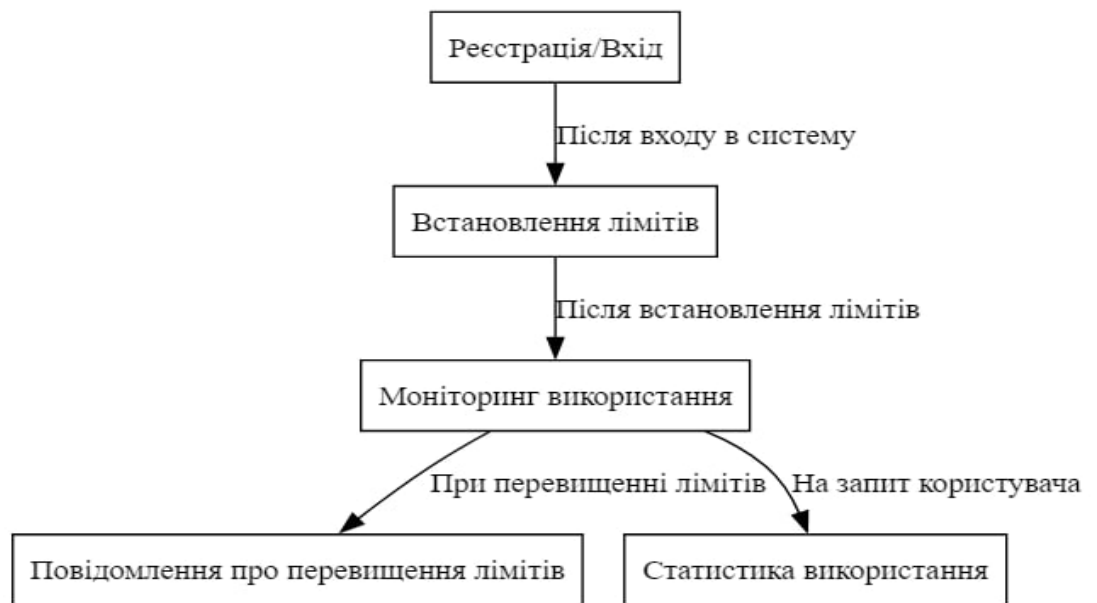 Реєстрація/Вхід
Після входу в систему
Встановлення лімітів
Після встановлення лімітів
Моніторинг використання
При перевищенні лімітів
На запит користувача
Повідомлення про перевищення лімітів
Статистика використання